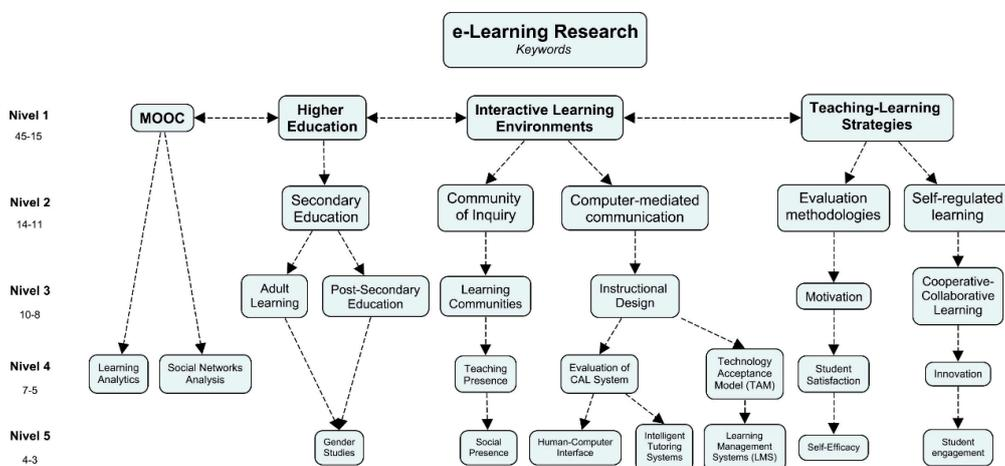 e-Learning Research
Keywords
Nivel 1
45-15
MOOC
Higher
Education
Interactive Learning
Environments
Teaching-Learning
Strategies
Nivel 2
14-11
Secondary
Education
Community
of Inquiry
Computer-mediated
communication
Evaluation
methodologies
Self-regulated
learning
Nivel 3
10-8
Adult
Learning
Post-Secondary
Education
Learning
Communities
Instructional
Design
Motivation
Cooperative-
Collaborative
Learning
Nivel 4
7-5
Learning
Analytics
Social Networks
Analysis
Teaching
Presence
Evaluation of
CAL System
Technology
Acceptance
Model (TAM)
Student
Satisfaction
Innovation
Nivel 5
4-3
Gender
Studies
Social
Presence
Human-Computer
Interface
Intelligent
Tutoring
Systems
Learning
Management
Systems (LMS)
Self-Efficacy
Student
engagement